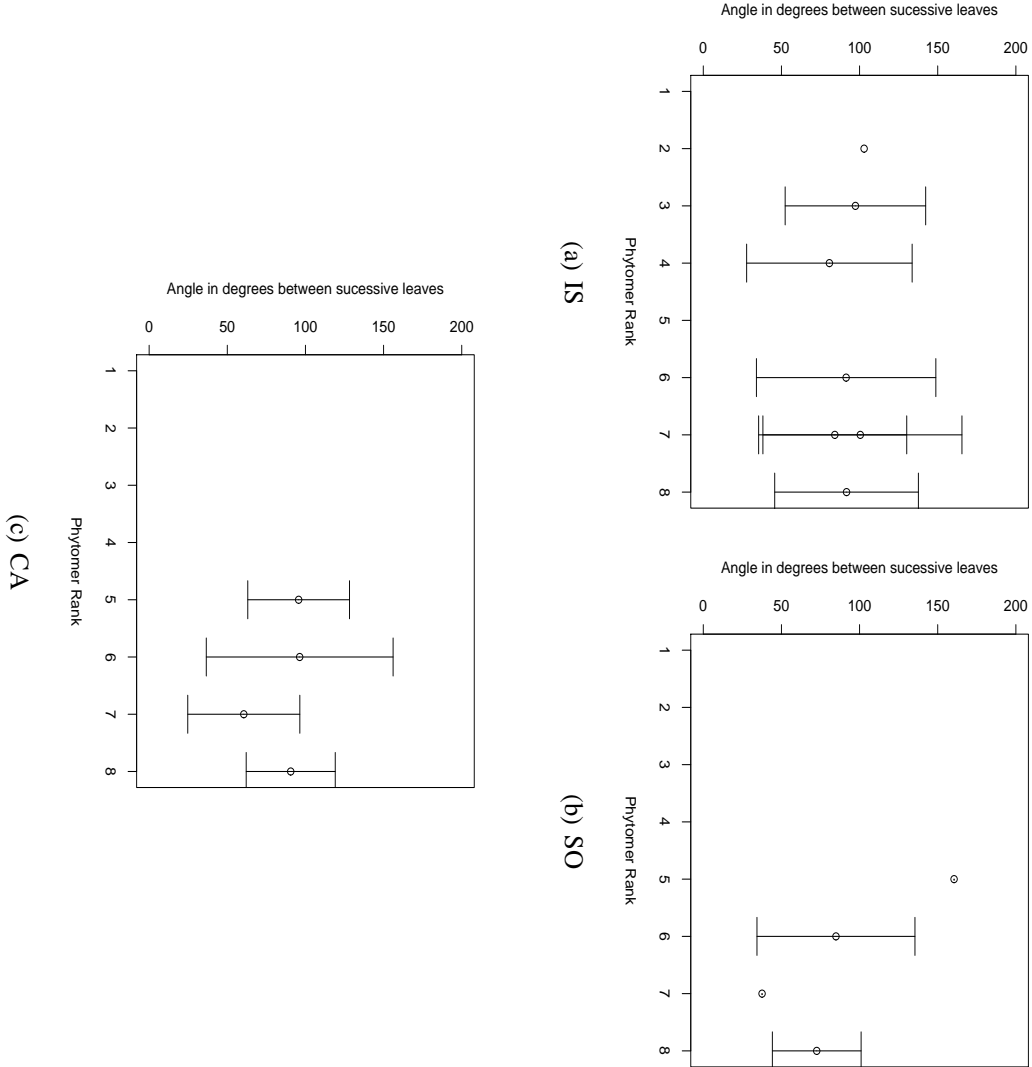 Angle in degrees between sucessive leaves
0 50 100 150 200
1 2 3 4 5 6 7 8
Phytomer Rank
(a) IS
Angle in degrees between sucessive leaves
0 50 100 150 200
1 2 3 4 5 6 7 8
Phytomer Rank
(b) SO
Angle in degrees between sucessive leaves
0 50 100 150 200
1 2 3 4 5 6 7 8
Phytomer Rank
(c) CA